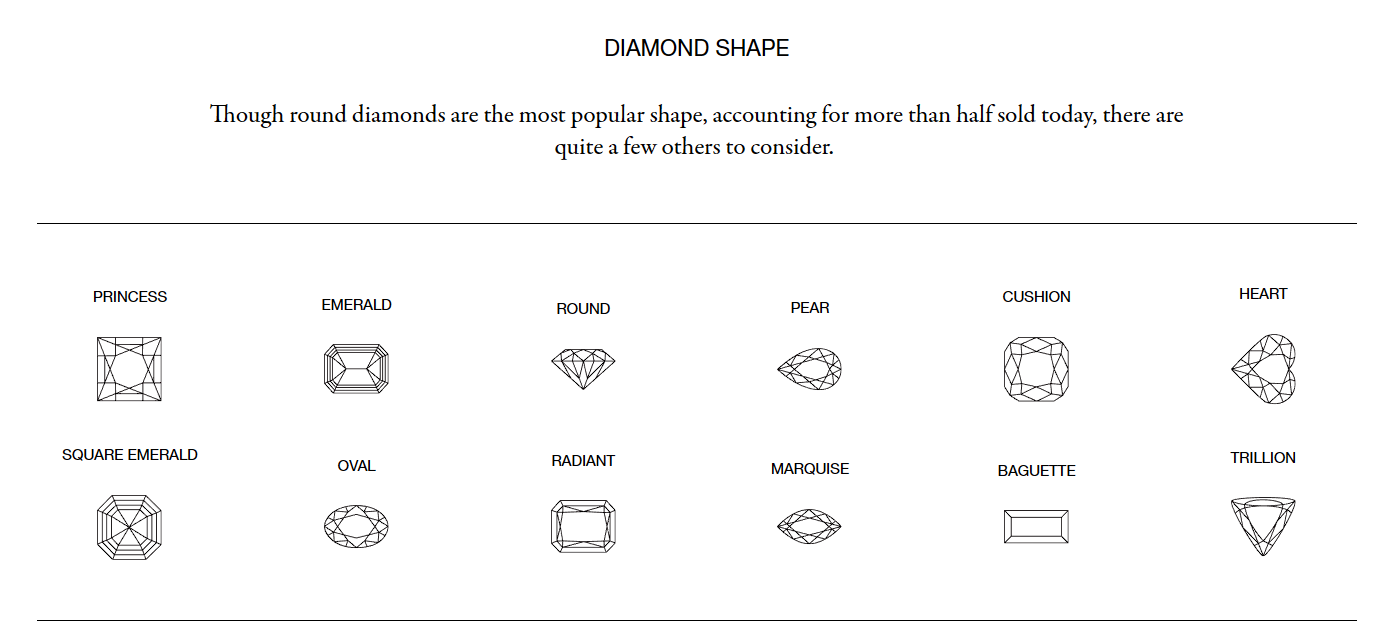 DIAMOND SHAPE
Though round diamonds are the most popular shape, accounting for more than half sold today, there are
quite a few others to consider.
PRINCESS
EMERALD
ROUND
PEAR
CUSHION
HEART
SQUARE EMERALD
OVAL
RADIANT
MARQUISE
BAGUETTE
TRILLION